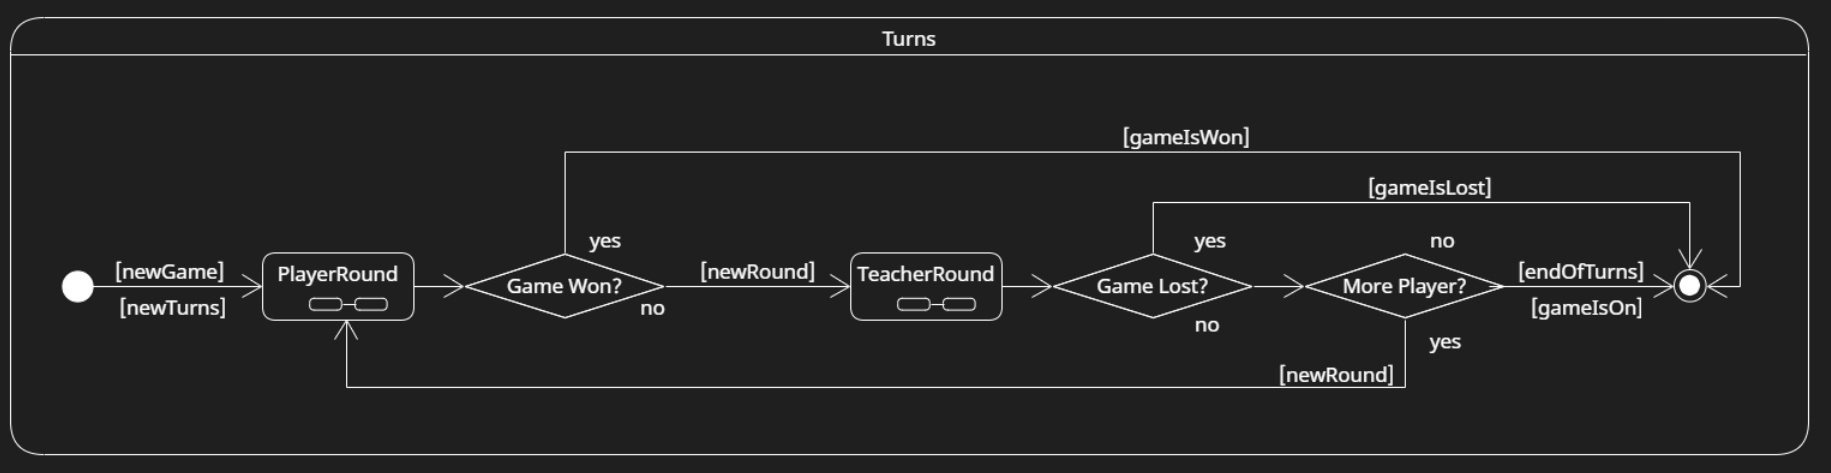 Turns
[gameIsWon]
[gameIsLost]
yes
yes
no
[newGame]
PlayerRound
Game Won?
[newRound]
TeacherRound
Game Lost?
More Player?
[endOfTurns]
[newTurns]
no
no
[gameIsOn]
yes
[newRound]